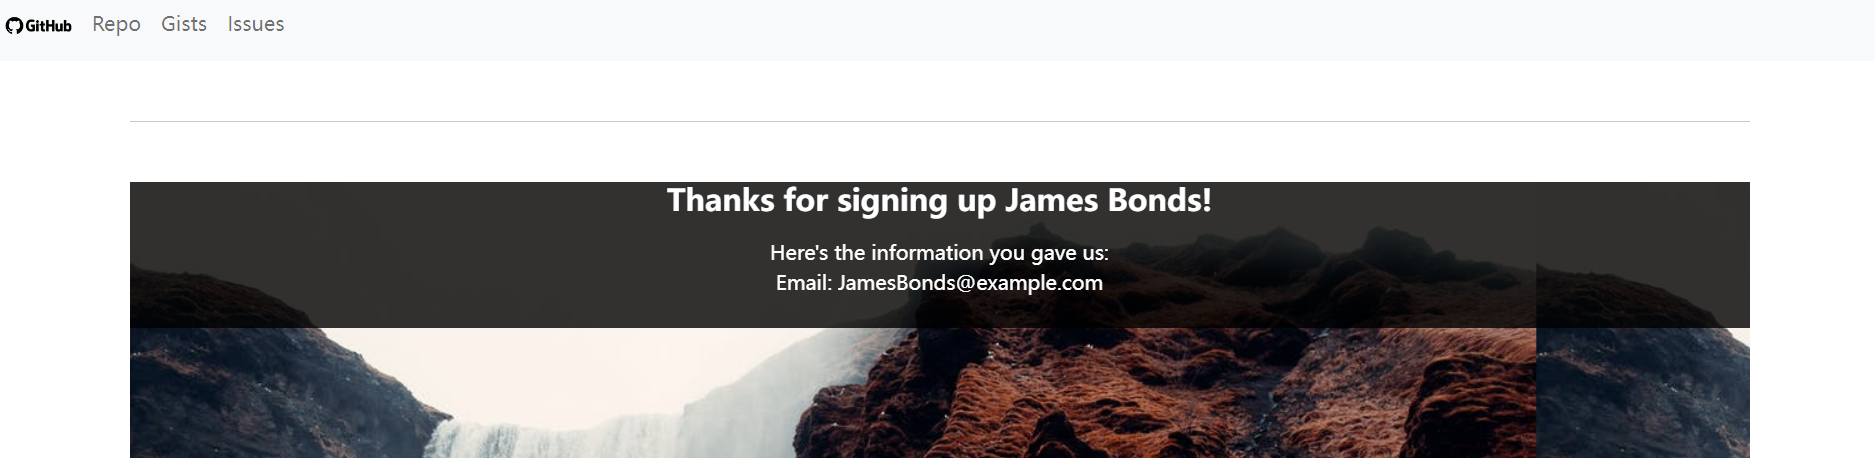 GitHub Repo Gists Issues
Thanks for signing up James Bonds!
Here's the information you gave us:
Email: JamesBonds@example.com